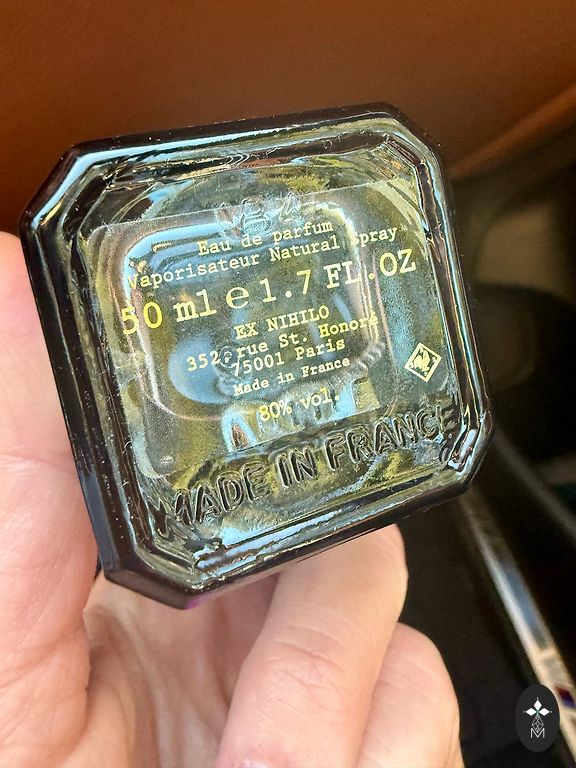 Eau de parfum
Vaporisateur Natural Spray
50 ml e 1.7 FL.OZ
EX NIHILO
352, rue St. Honoré
75001 Paris
Made in France
80% vol.
MADE IN FRANCE